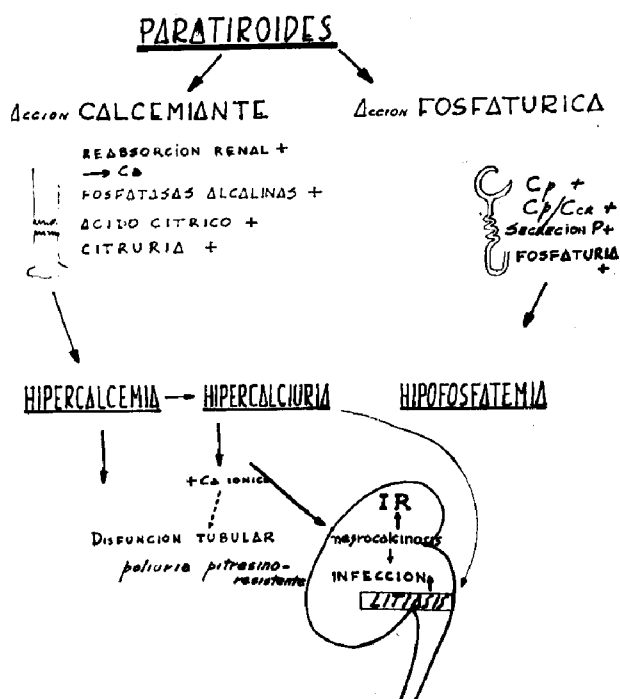 PARATIROIDES
ACCION CALCEMIANTE
REABSORCION RENAL +
→ Ca
FOSFATASAS ALCALINAS +
ACIDO CITRICO +
CITRURIA +
ACCION FOSFATURICA
Cp +
Cp/CCR +
SECRECION P+
FOSFATURIA
+
HIPERCALCEMIA → HIPERCALCIURIA
HIPOFOSFATEMIA
+ Ca IONICO
DISFUNCION TUBULAR
poliuria pitresino-
resistente
IR
nefrocalcinosis
INFECCION
LITIASIS